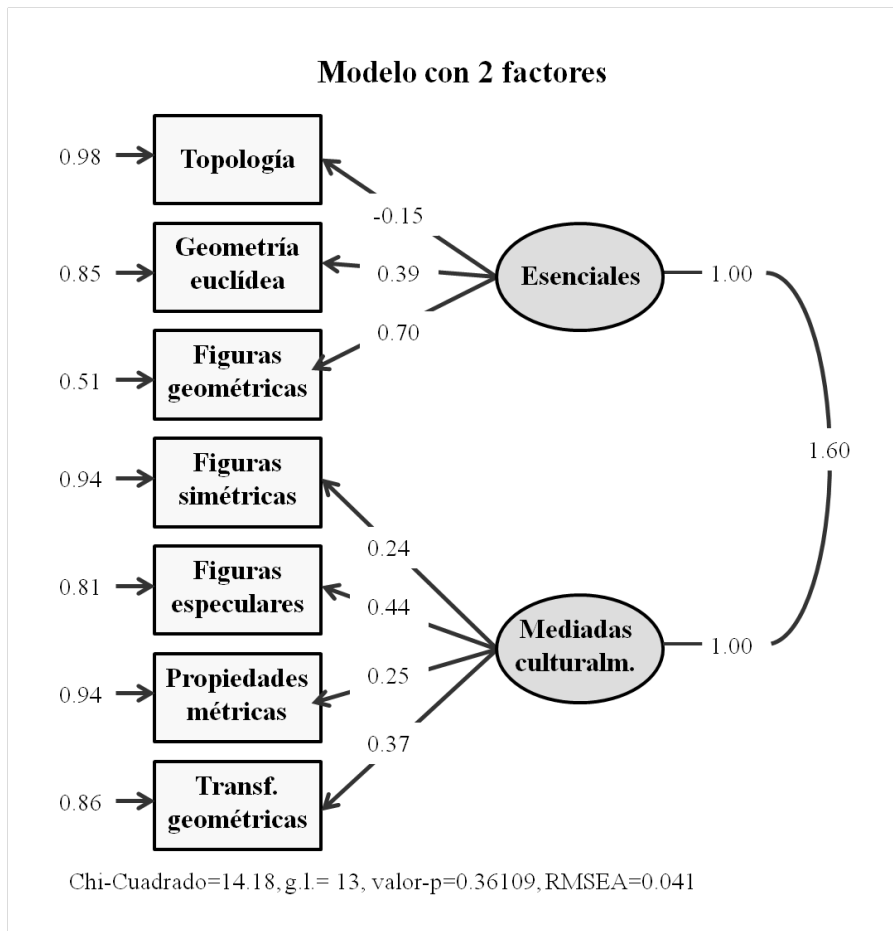 Modelo con 2 factores
0.98
Topología
-0.15
0.85
Geometría
euclídea
0.39
Esenciales
1.00
0.70
0.51
Figuras
geométricas
1.60
0.94
Figuras
simétricas
0.24
0.81
Figuras
especulares
0.44
Mediadas
culturalm.
1.00
0.25
0.94
Propiedades
métricas
0.37
0.86
Transf.
geométricas
Chi-Cuadrado=14.18, g.l.= 13, valor-p=0.36109, RMSEA=0.041